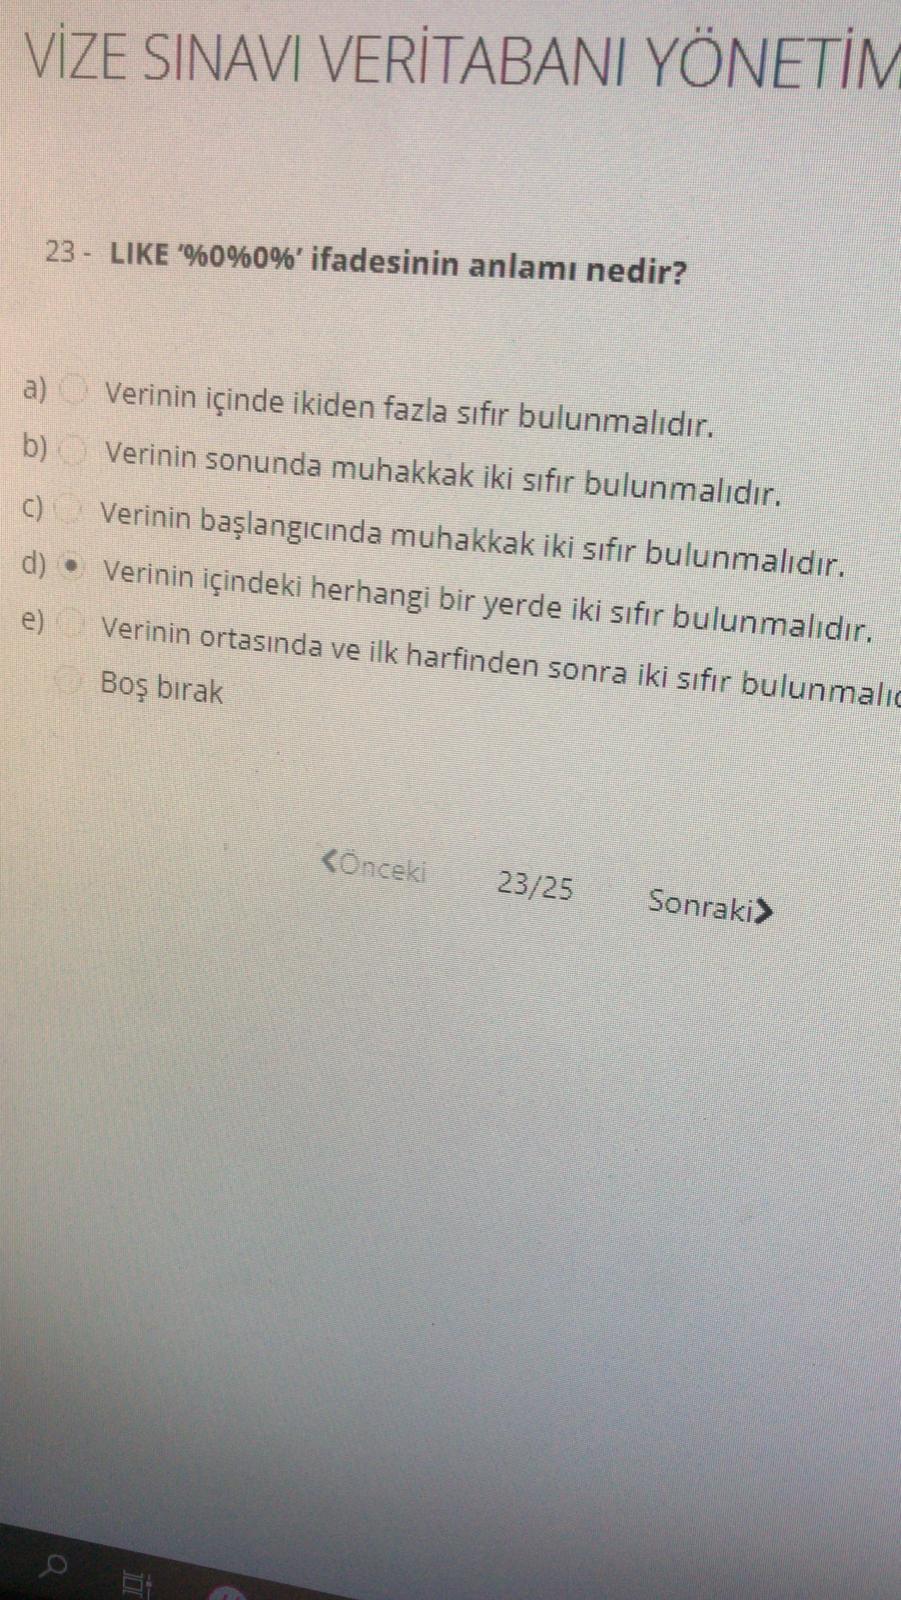 VİZE SINAVI VERİTABANI YÖNETİM
23 - LIKE '%0%0%' ifadesinin anlamı nedir?
a) Verinin içinde ikiden fazla sıfır bulunmalıdır.
b) Verinin sonunda muhakkak iki sıfır bulunmalıdır.
c) Verinin başlangıcında muhakkak iki sıfır bulunmalıdır.
d) Verinin içindeki herhangi bir yerde iki sıfır bulunmalıdır.
e) Verinin ortasında ve ilk harfinden sonra iki sıfır bulunmalıd
Boş bırak
Önceki 23/25 Sonraki